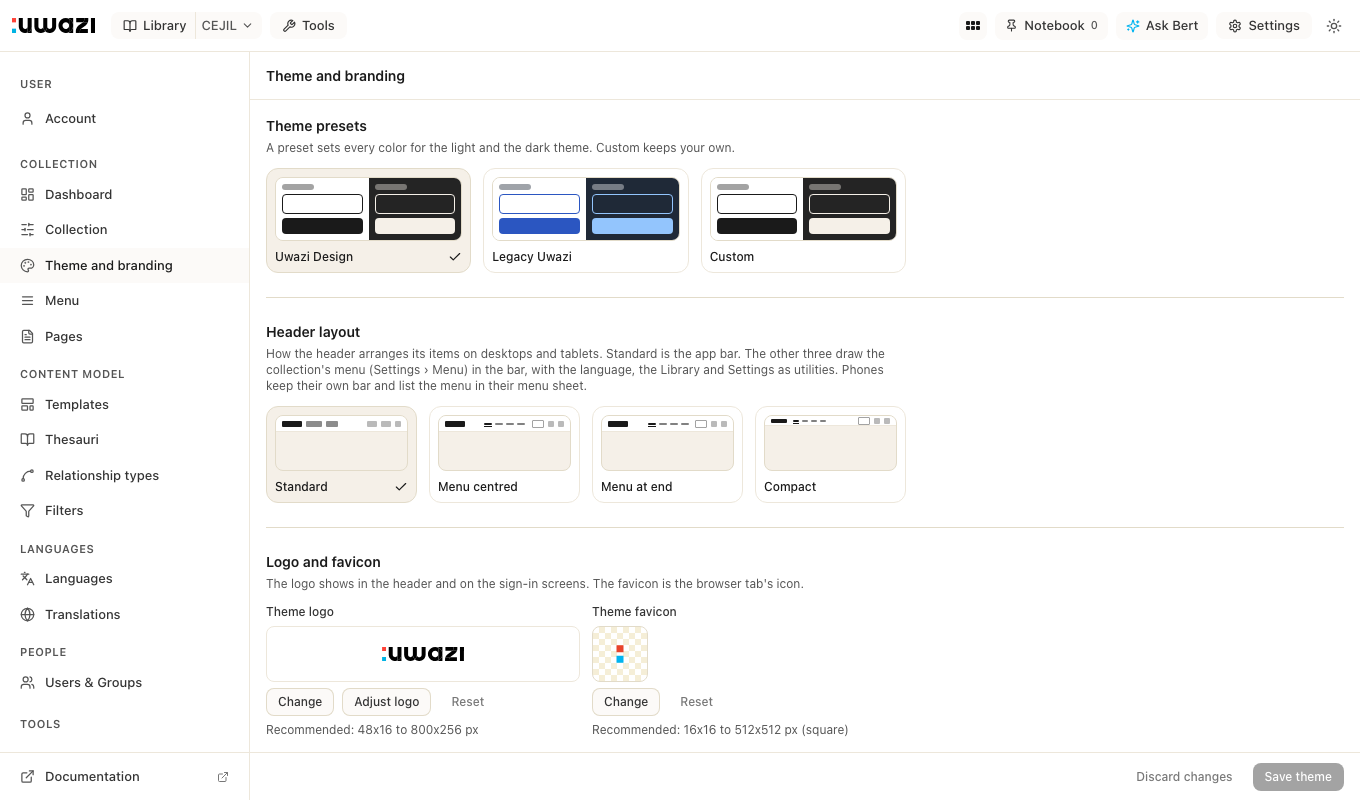 uwazi
Library
CEJIL
Tools
Notebook 0
Ask Bert
Settings
USER
Account
COLLECTION
Dashboard
Collection
Theme and branding
Menu
Pages
CONTENT MODEL
Templates
Thesauri
Relationship types
Filters
LANGUAGES
Languages
Translations
PEOPLE
Users & Groups
TOOLS
Documentation
Theme and branding
Theme presets
A preset sets every color for the light and the dark theme. Custom keeps your own.
Uwazi Design
Legacy Uwazi
Custom
Header layout
How the header arranges its items on desktops and tablets. Standard is the app bar. The other three draw the
collection's menu (Settings › Menu) in the bar, with the language, the Library and Settings as utilities. Phones
keep their own bar and list the menu in their menu sheet.
Standard
Menu centred
Menu at end
Compact
Logo and favicon
The logo shows in the header and on the sign-in screens. The favicon is the browser tab's icon.
Theme logo
uwazi
Change
Adjust logo
Reset
Recommended: 48x16 to 800x256 px
Theme favicon
Change
Reset
Recommended: 16x16 to 512x512 px (square)
Discard changes
Save theme